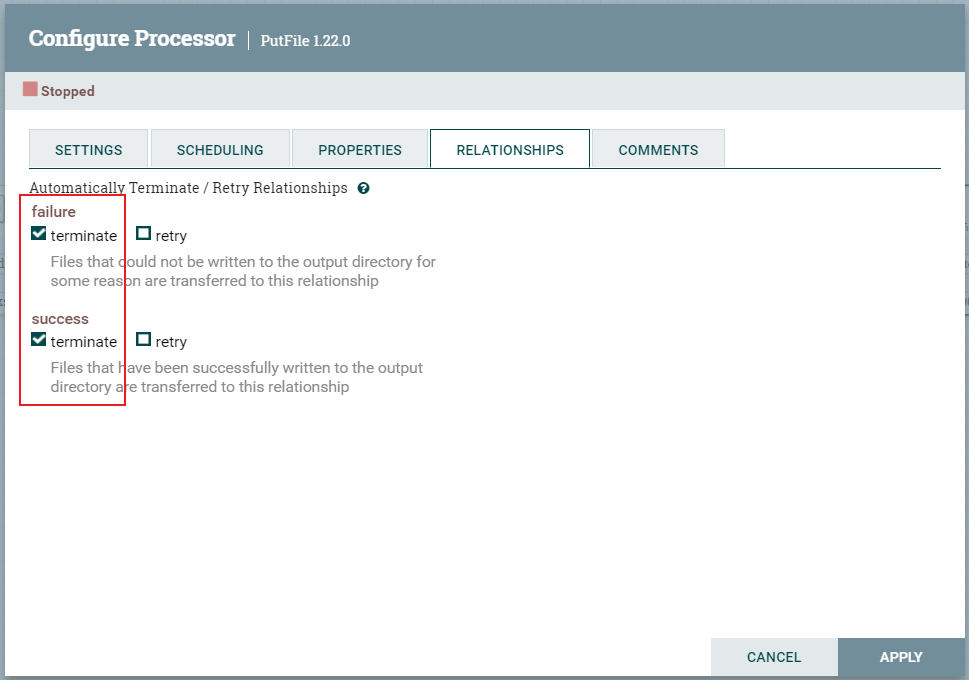 Configure Processor | PutFile 1.22.0
Stopped
SETTINGS SCHEDULING PROPERTIES RELATIONSHIPS COMMENTS
Automatically Terminate / Retry Relationships ?
failure
terminate retry
Files that could not be written to the output directory for
some reason are transferred to this relationship
success
terminate retry
Files that have been successfully written to the output
directory are transferred to this relationship
CANCEL APPLY